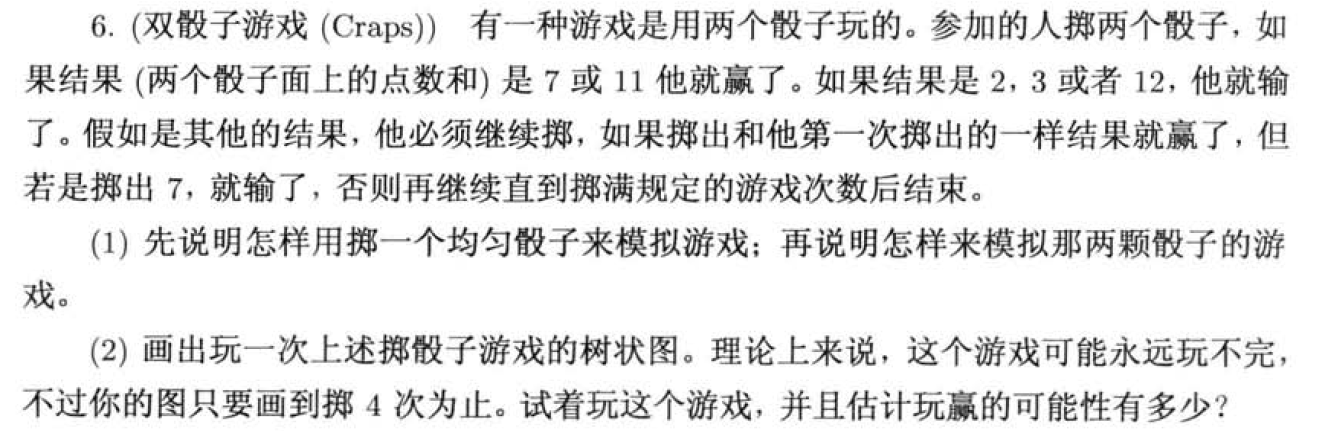 6. (双骰子游戏 (Craps)) 有一种游戏是用两个骰子玩的。参加的人掷两个骰子，如
果结果 (两个骰子面上的点数和) 是 7 或 11 他就赢了。如果结果是 2，3 或者 12，他就输
了。假如是其他的结果，他必须继续掷，如果掷出和他第一次掷出的一样结果就赢了，但
若是掷出 7，就输了，否则再继续直到掷满规定的游戏次数后结束。
(1) 先说明怎样用掷一个均匀骰子来模拟游戏；再说明怎样来模拟那两颗骰子的游
戏。
(2) 画出玩一次上述掷骰子游戏的树状图。理论上来说，这个游戏可能永远玩不完，
不过你的图只要画到掷 4 次为止。试着玩这个游戏，并且估计玩赢的可能性有多少？